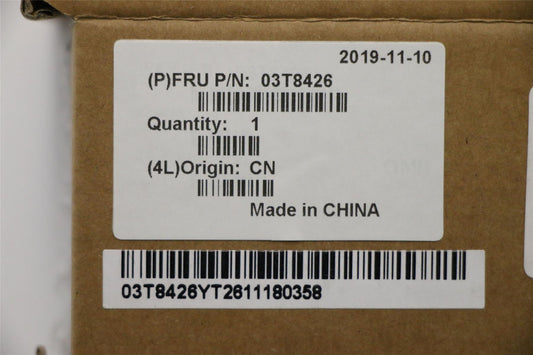 2019-11-10
(P)FRU P/N: 03T8426
Quantity: 1
(4L)Origin: CN
Made in CHINA
03T8426YT2611180358